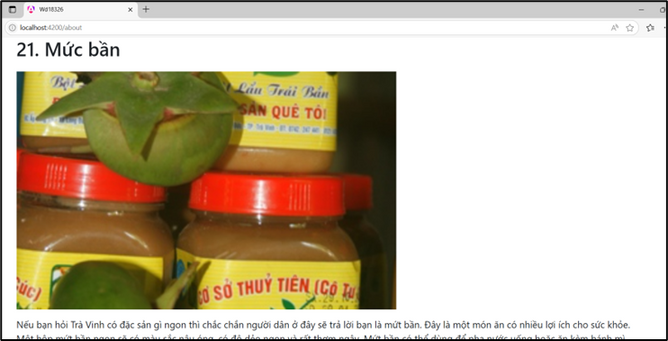 Wd18326
localhost:4200/about
21. Mức bần
Bột
Lẩu Trái Bần
SẢN QUÊ TÔI
Cúc)
CƠ SỞ THUỶ TIÊN (Cô Tư
Nếu bạn hỏi Trà Vinh có đặc sản gì ngon thì chắc chắn người dân ở đây sẽ trả lời bạn là mứt bần. Đây là một món ăn có nhiều lợi ích cho sức khỏe.
Một hộp mứt bần ngon sẽ có màu sắc nâu óng, có độ dẻo ngon và rất thơm ngậy. Mứt bần có thể dùng để pha nước uống hoặc ăn kèm bánh mì